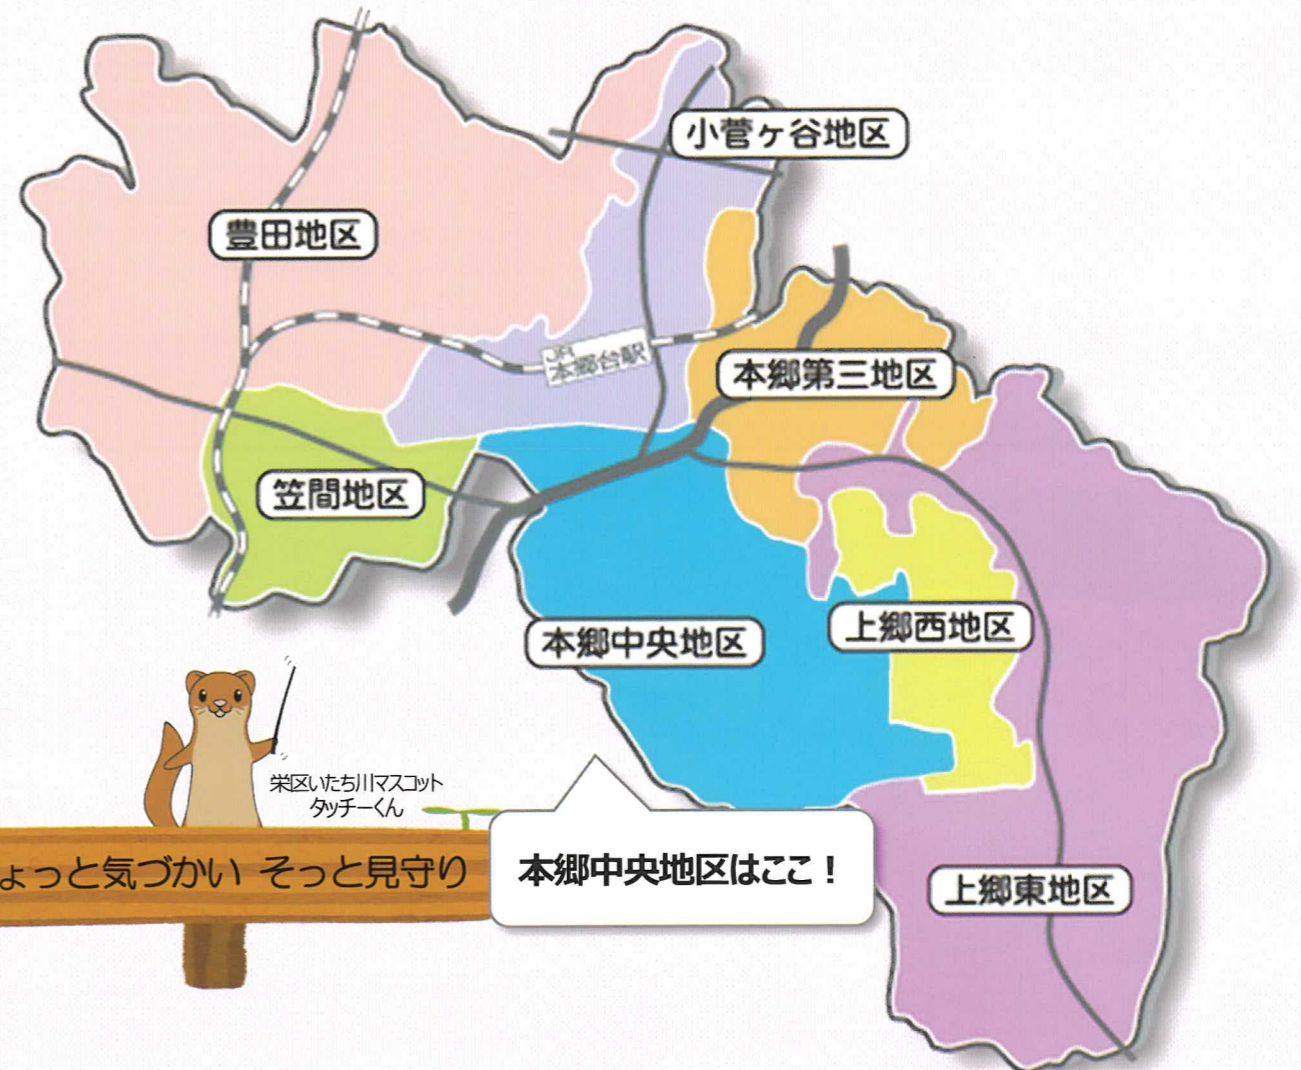 小菅ヶ谷地区
豊田地区
JR
本郷台駅
本郷第三地区
笠間地区
本郷中央地区
上郷西地区
栄区いたち川マスコット
タッチーくん
ょっと気づかい そっと見守り
本郷中央地区はここ！
上郷東地区